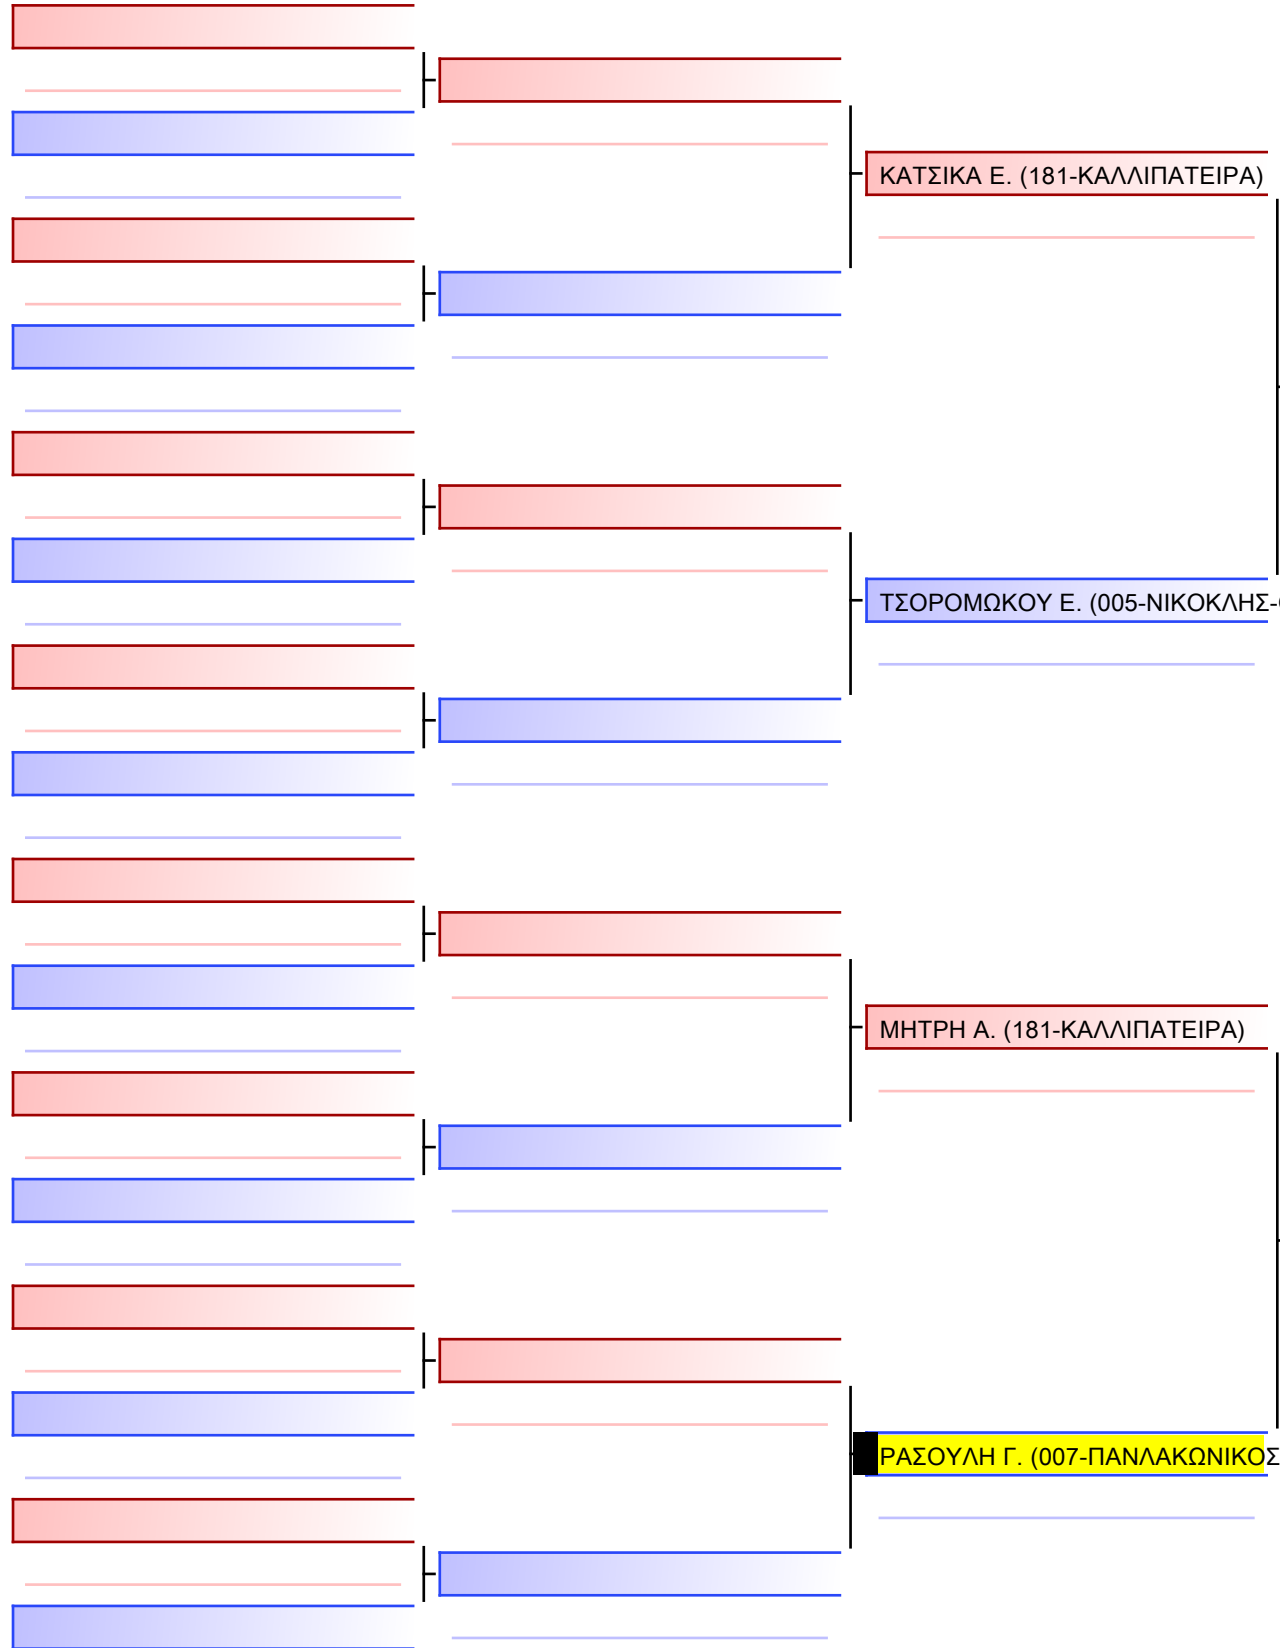 ΚΑΤΣΙΚΑ Ε. (181-ΚΑΛΛΙΠΑΤΕΙΡΑ)
ΤΣΟΡΟΜΩΚΟΥ Ε. (005-ΝΙΚΟΚΛΗΣ-
ΜΗΤΡΗ Α. (181-ΚΑΛΛΙΠΑΤΕΙΡΑ)
ΡΑΣΟΥΛΗ Γ. (007-ΠΑΝΛΑΚΩΝΙΚΟΣ